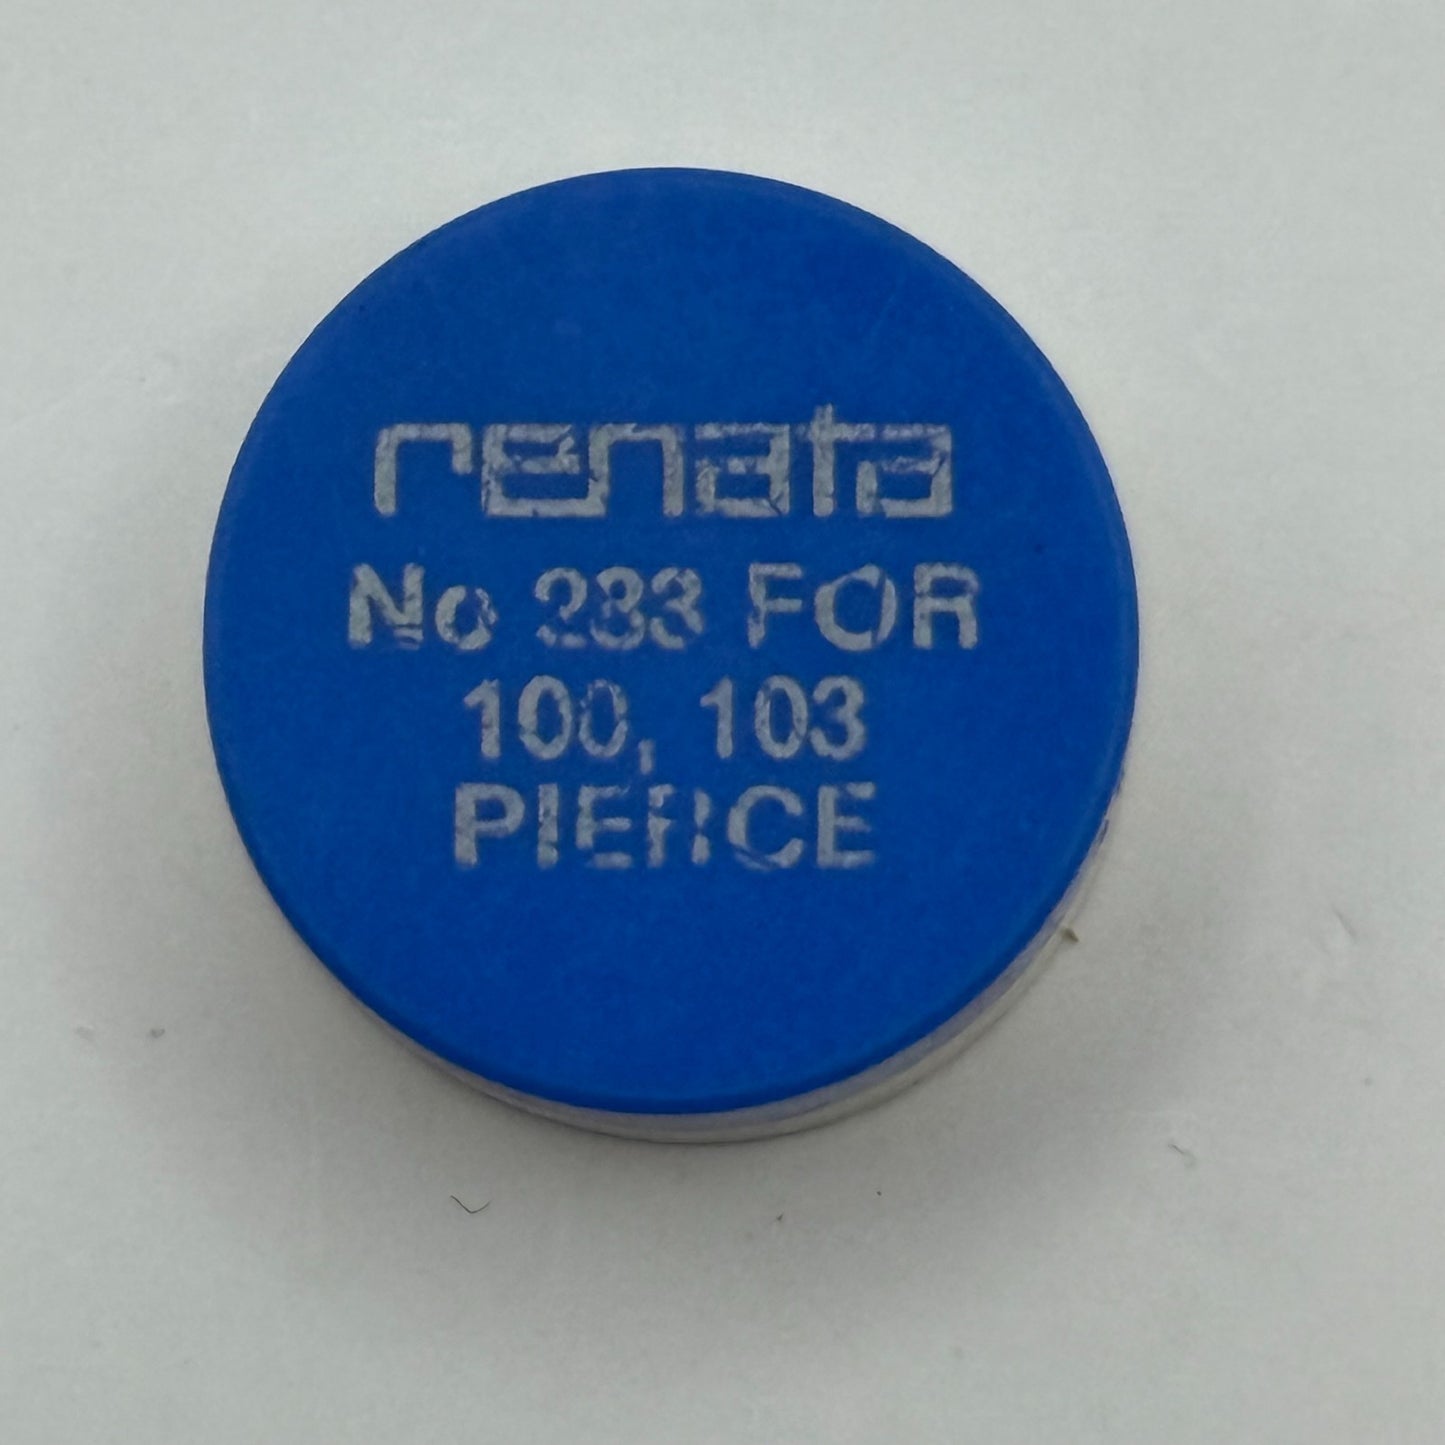 renata
No 283 FOR
100, 103
PIERCE